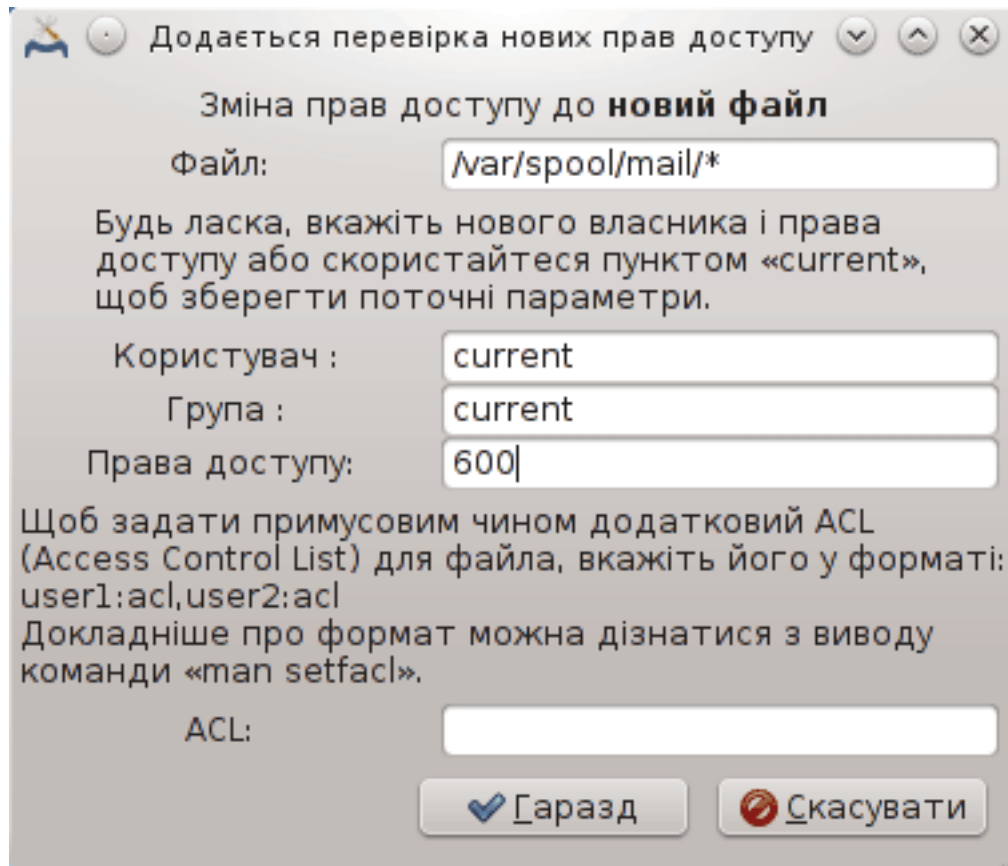 Додається перевірка нових прав доступу
Зміна прав доступу до новий файл
Файл: /var/spool/mail/*
Будь ласка, вкажіть нового власника і права
доступу або скористайтеся пунктом «current»,
щоб зберегти поточні параметри.
Користувач : current
Група : current
Права доступу: 600
Щоб задати примусовим чином додатковий ACL
(Access Control List) для файла, вкажіть його у форматі:
user1:acl,user2:acl
Докладніше про формат можна дізнатися з виводу
команди «man setfacl».
ACL:
Гаразд Скасувати